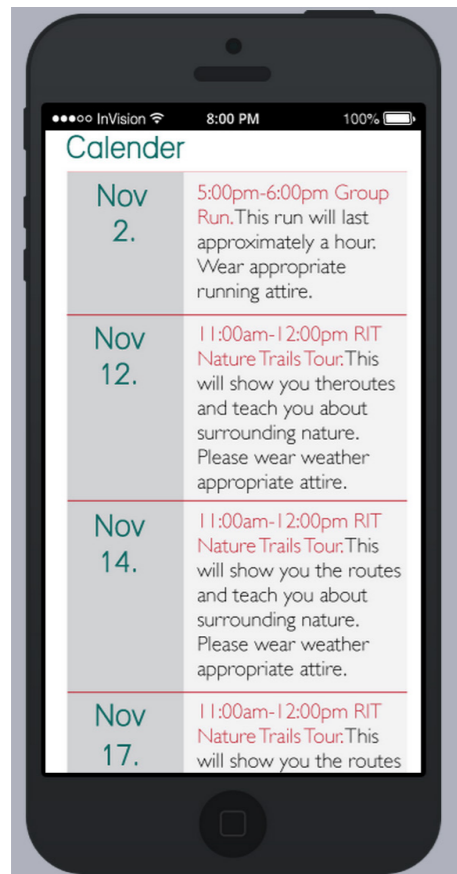 ●●●○○ InVision 8:00 PM 100%
Calender
Nov
2.
5:00pm-6:00pm Group
Run.This run will last
approximately a hour.
Wear appropriate
running attire.
Nov
12.
11:00am-12:00pm RIT
Nature Trails Tour.This
will show you theroutes
and teach you about
surrounding nature.
Please wear weather
appropriate attire.
Nov
14.
11:00am-12:00pm RIT
Nature Trails Tour.This
will show you the routes
and teach you about
surrounding nature.
Please wear weather
appropriate attire.
Nov
17.
11:00am-12:00pm RIT
Nature Trails Tour.This
will show you the routes